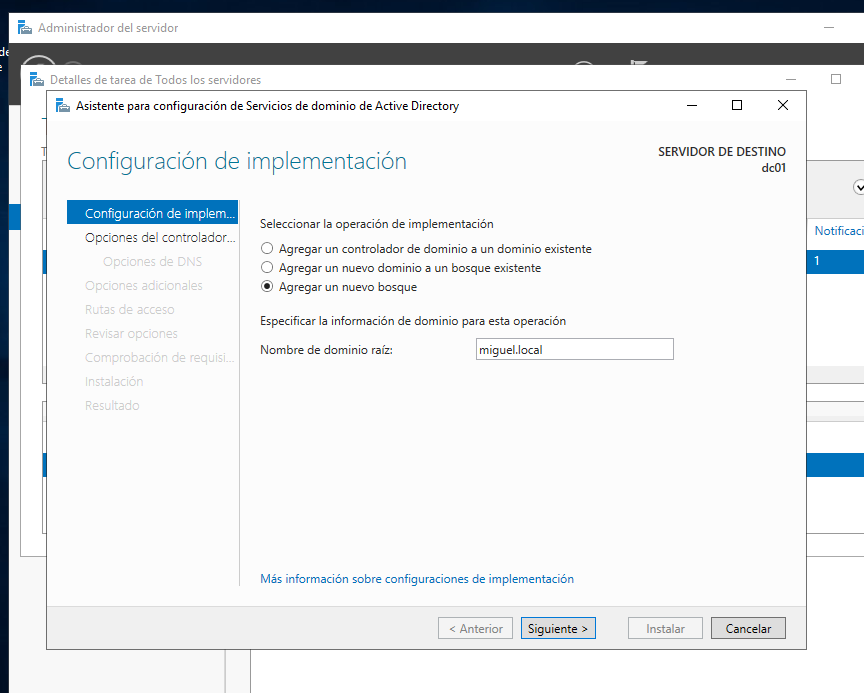 Administrador del servidor
Detalles de tarea de Todos los servidores
Asistente para configuración de Servicios de dominio de Active Directory
Configuración de implementación
SERVIDOR DE DESTINO
dc01
Configuración de implem...
Opciones del controlador...
Opciones de DNS
Opciones adicionales
Rutas de acceso
Revisar opciones
Comprobación de requisi...
Instalación
Resultado
Seleccionar la operación de implementación
Agregar un controlador de dominio a un dominio existente
Agregar un nuevo dominio a un bosque existente
Agregar un nuevo bosque
Especificar la información de dominio para esta operación
Nombre de dominio raíz:
miguel.local
Más información sobre configuraciones de implementación
< Anterior
Siguiente >
Instalar
Cancelar
Notificaci
1